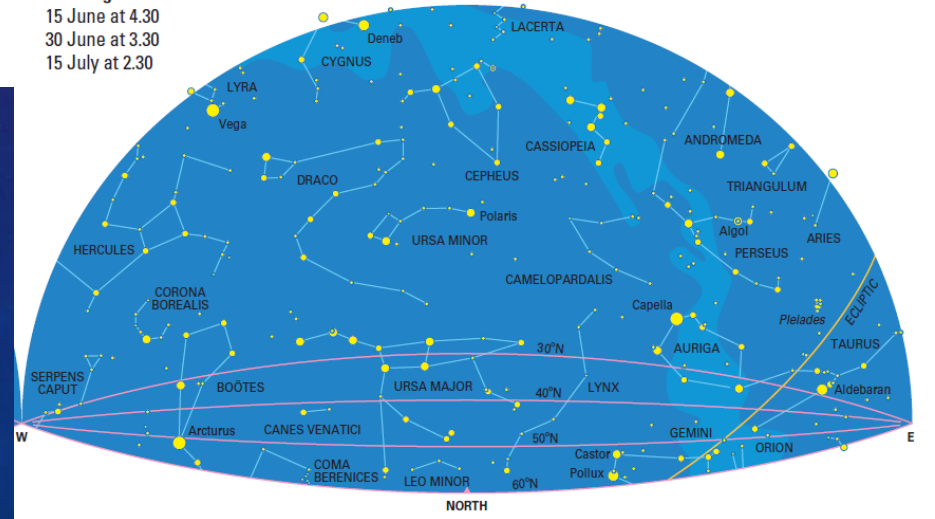 15 June at 4.30
30 June at 3.30
15 July at 2.30
LACERTA
Deneb
CYGNUS
LYRA
Vega
CASSIOPEIA
ANDROMEDA
DRACO
CEPHEUS
TRIANGULUM
Polaris
URSA MINOR
Algol
ARIES
HERCULES
PERSEUS
CAMELOPARDALIS
CORONA
BOREALIS
Capella
Pleiades
ECLIPTIC
30°N
AURIGA
TAURUS
SERPENS
CAPUT
BOÖTES
URSA MAJOR
40°N
LYNX
Aldebaran
W
Arcturus
CANES VENATICI
50°N
GEMINI
E
ORION
Castor
COMA
BERENICES
LEO MINOR
Pollux
60°N
NORTH